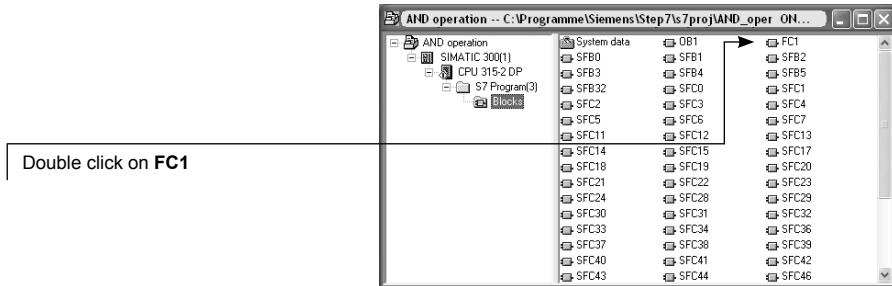 AND operation -- C:\Programme\Siemens\Step7\s7proj\AND_oper ON...
AND operation
SIMATIC 300(1)
CPU 315-2 DP
S7 Program(3)
Blocks
System data OB1 FC1
SFB0 SFB1 SFB2
SFB3 SFB4 SFB5
SFB32 SFC0 SFC1
SFC2 SFC3 SFC4
SFC5 SFC6 SFC7
SFC11 SFC12 SFC13
SFC14 SFC15 SFC17
SFC18 SFC19 SFC20
SFC21 SFC22 SFC23
SFC24 SFC28 SFC29
SFC30 SFC31 SFC32
SFC33 SFC34 SFC36
SFC37 SFC38 SFC39
SFC40 SFC41 SFC42
SFC43 SFC44 SFC46
Double click on FC1